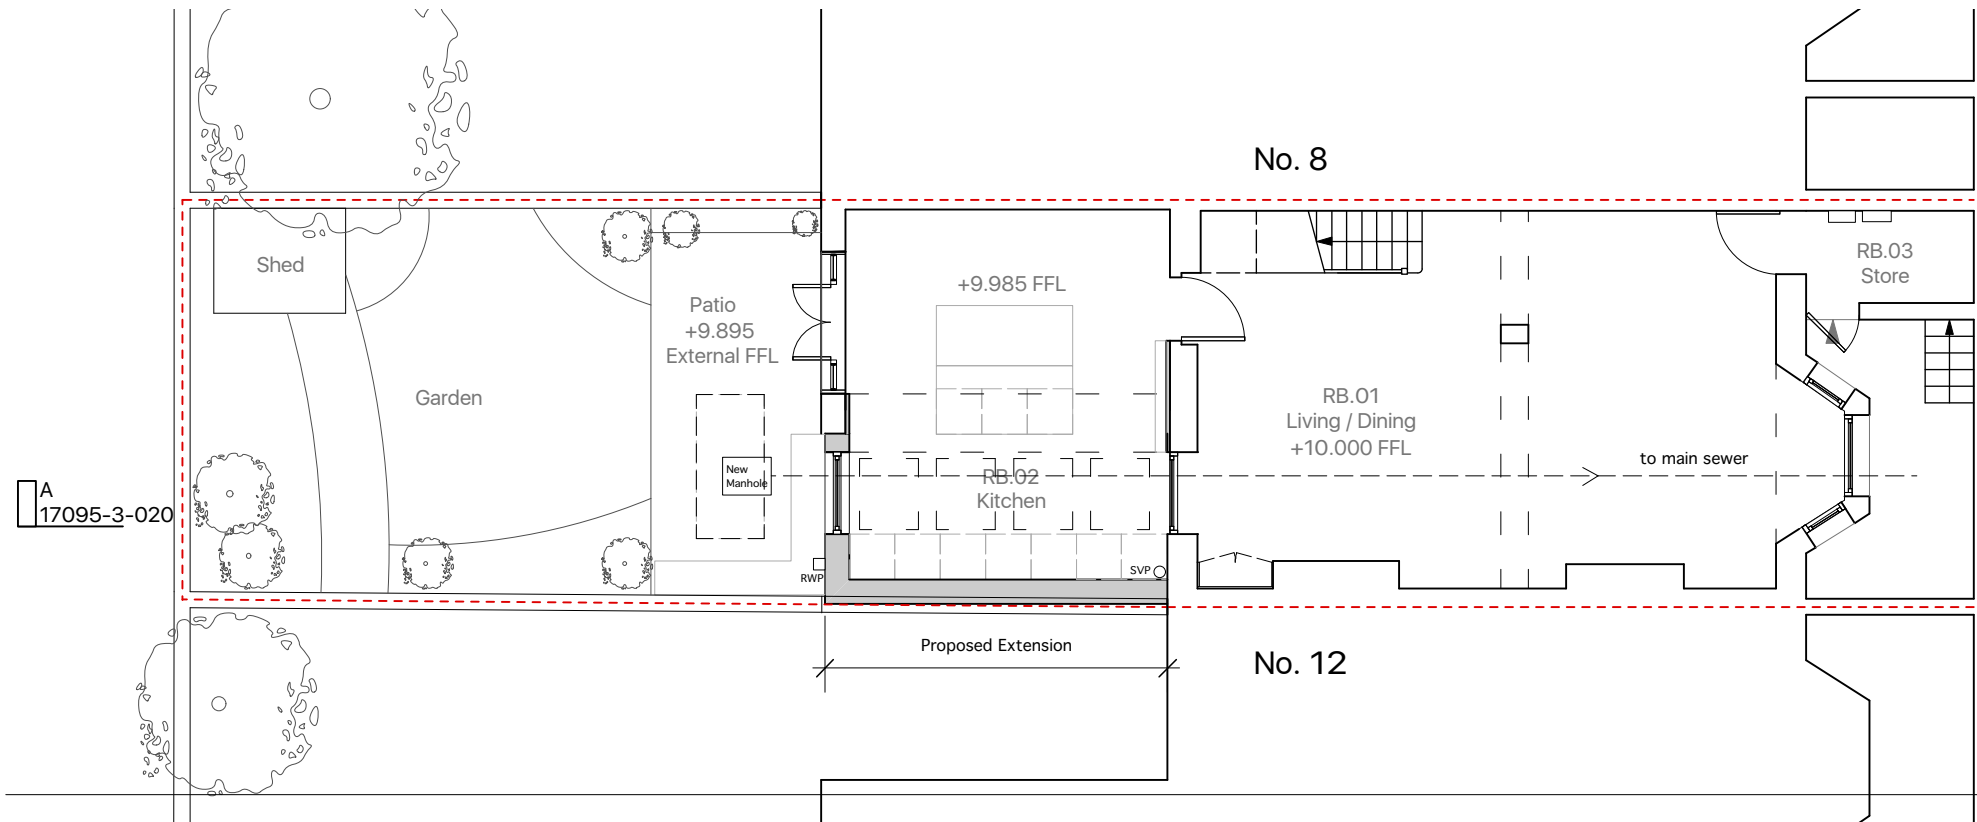 No. 8
Shed
+9.985 FFL
RB.03
Store
Patio
+9.895
External FFL
Garden
RB.01
Living / Dining
+10.000 FFL
to main sewer
New
Manhole
RB.02
Kitchen
A
17095-3-020
RWP
SVP
Proposed Extension
No. 12